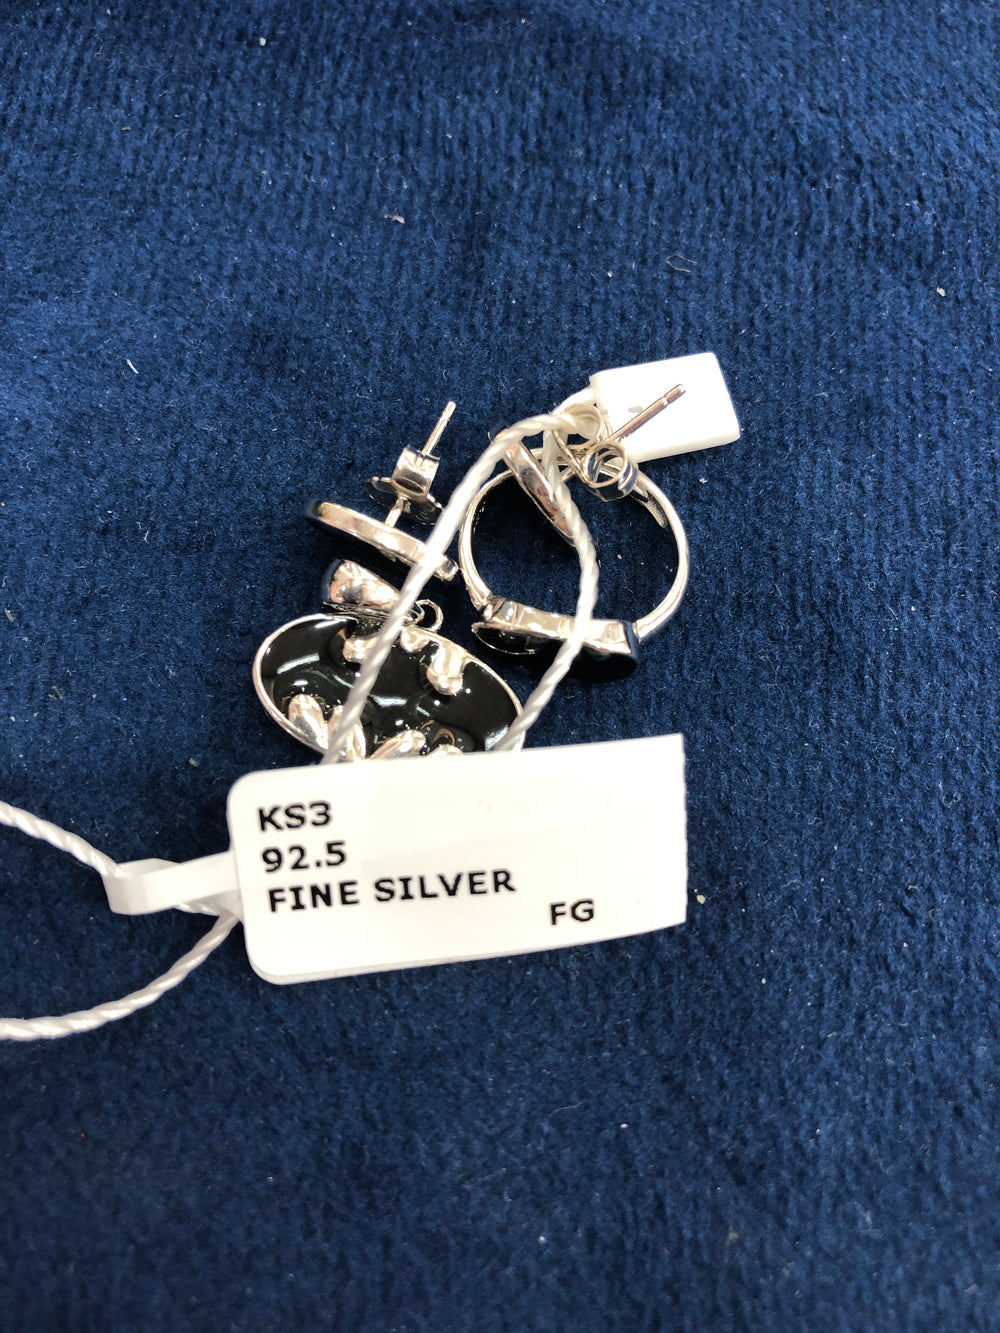 KS3
92.5
FINE SILVER
FG